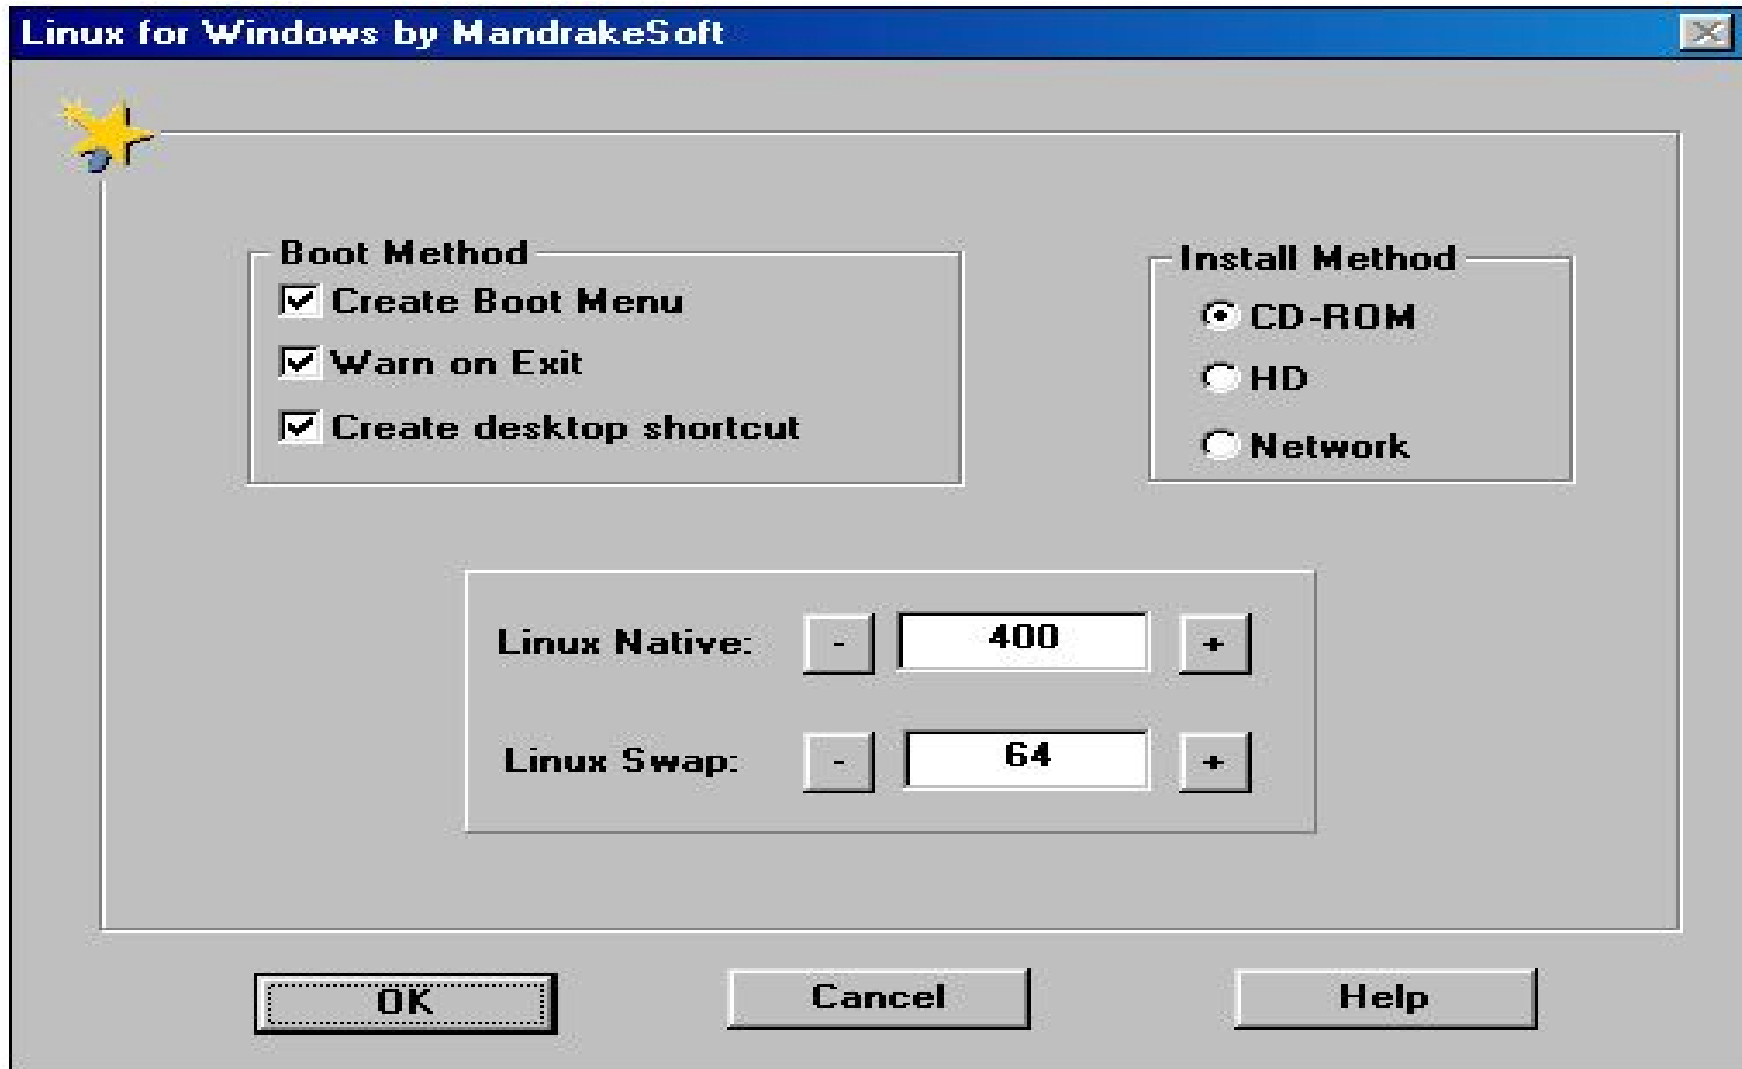 Linux for Windows by MandrakeSoft
Boot Method
Create Boot Menu
Warn on Exit
Create desktop shortcut
Install Method
CD-ROM
HD
Network
Linux Native: - 400 +
Linux Swap: - 64 +
OK
Cancel
Help